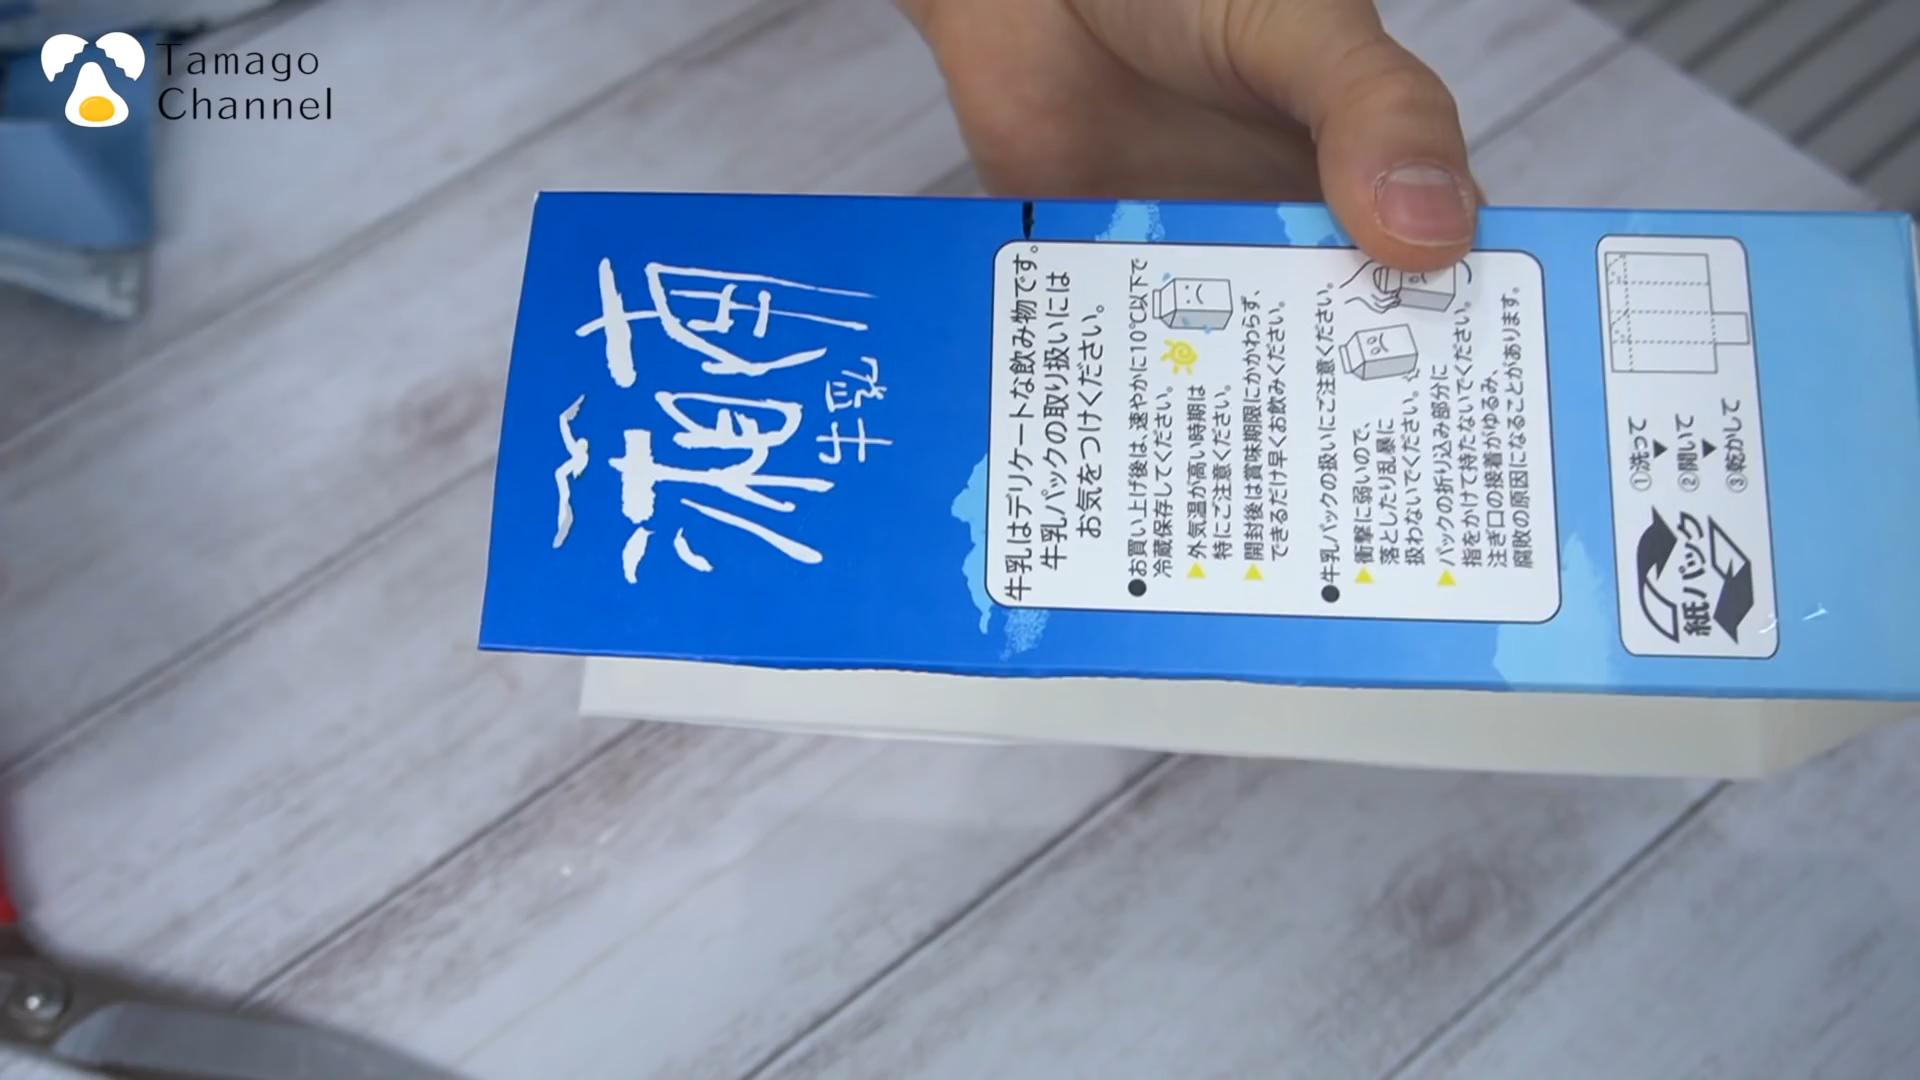 Tamago
Channel
牛乳はデリケートな飲み物です。
牛乳パックの取り扱いには
お気をつけください。
●お買い上げ後は、速やかに10℃以下で
冷蔵保存してください。
▶外気温が高い時期は
特にご注意ください。
▶開封後は賞味期限にかかわらず、
できるだけ早くお飲みください。
●牛乳パックの扱いにご注意ください。
▶衝撃に弱いので、
落としたり乱暴に
扱わないでください。
▶パックの折り込み部分に
指をかけて持たないでください。
注ぎ口の接着がゆるみ、
腐敗の原因になることがあります。
紙パック
①洗って
②開いて
③乾かして